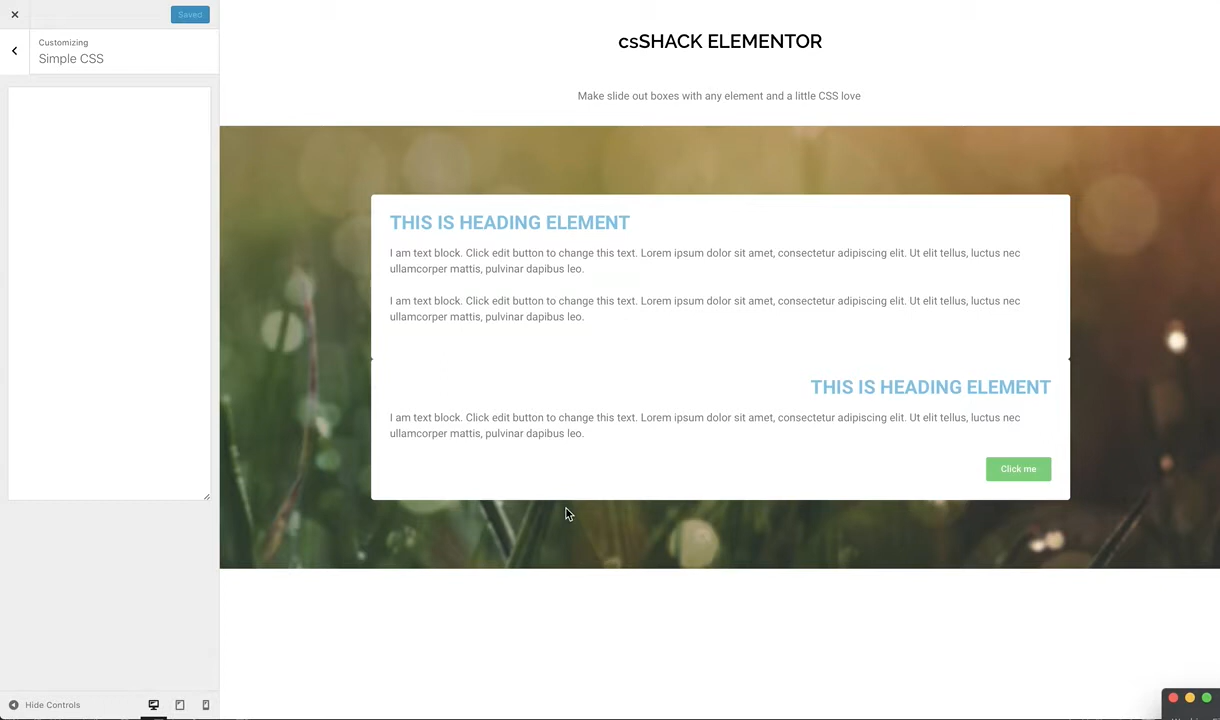 Saved
Customizing
Simple CSS
csSHACK ELEMENTOR
Make slide out boxes with any element and a little CSS love
THIS IS HEADING ELEMENT
I am text block. Click edit button to change this text. Lorem ipsum dolor sit amet, consectetur adipiscing elit. Ut elit tellus, luctus nec
ullamcorper mattis, pulvinar dapibus leo.
I am text block. Click edit button to change this text. Lorem ipsum dolor sit amet, consectetur adipiscing elit. Ut elit tellus, luctus nec
ullamcorper mattis, pulvinar dapibus leo.
THIS IS HEADING ELEMENT
I am text block. Click edit button to change this text. Lorem ipsum dolor sit amet, consectetur adipiscing elit. Ut elit tellus, luctus nec
ullamcorper mattis, pulvinar dapibus leo.
Click me
Hide Controls